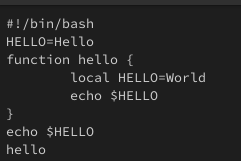 #!/bin/bash
HELLO=Hello
function hello {
        local HELLO=World
        echo $HELLO
}
echo $HELLO
hello